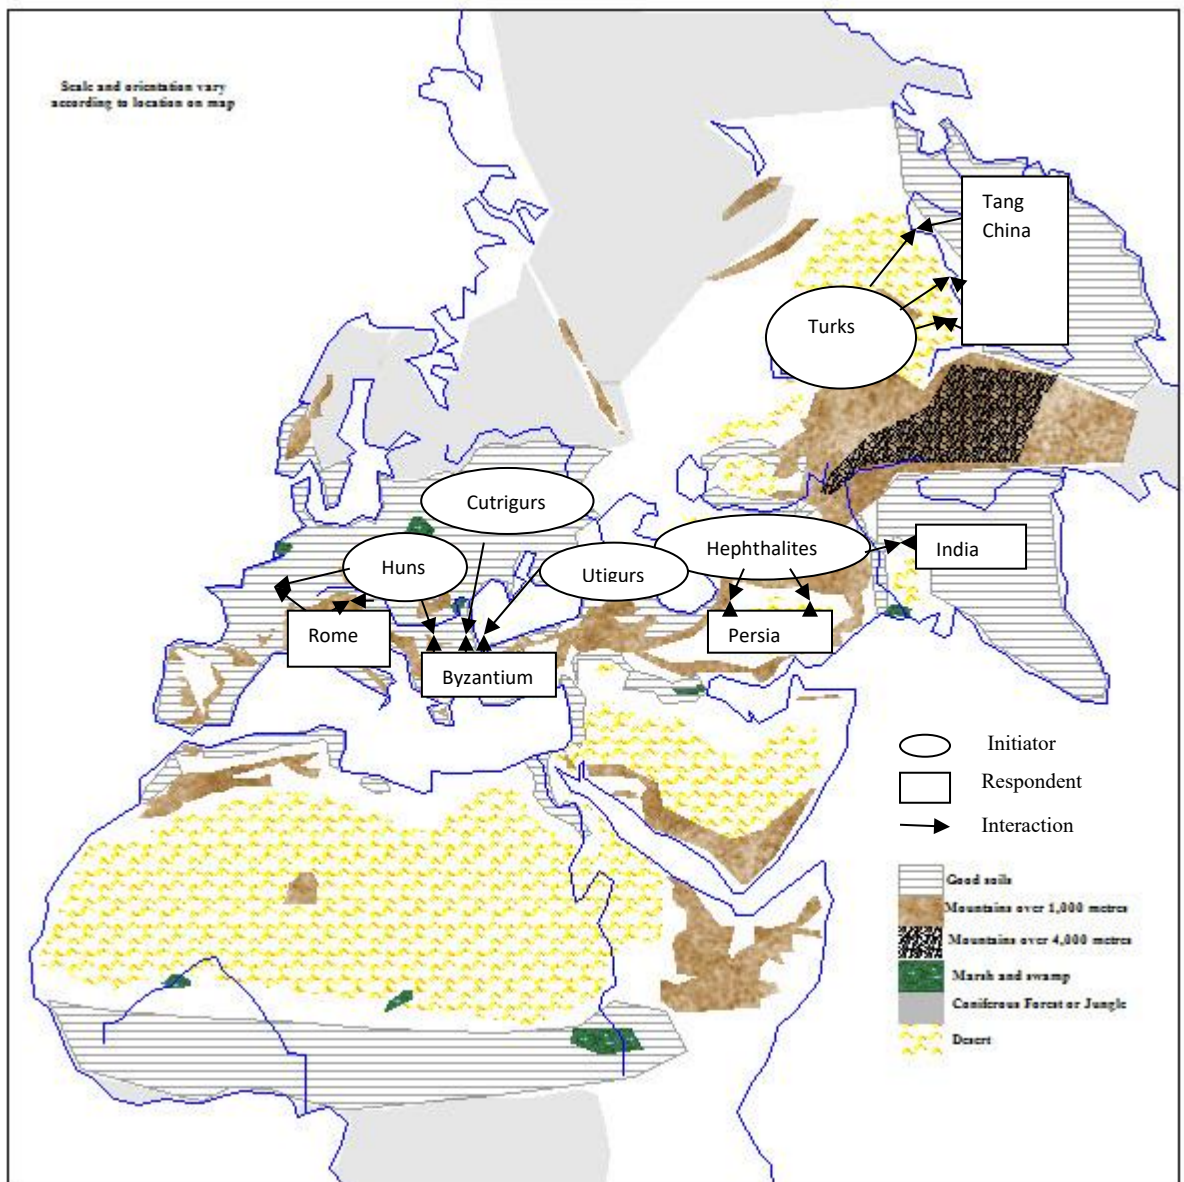 Scale and orientation vary
according to location on map
Tang
China
Turks
Cutrigurs
Hephthalites
India
Huns
Utigurs
Rome
Persia
Byzantium
Initiator
Respondent
Interaction
Good soils
Mountains over 1,000 metres
Mountains over 4,000 metres
Marsh and swamp
Coniferous Forest or Jungle
Desert